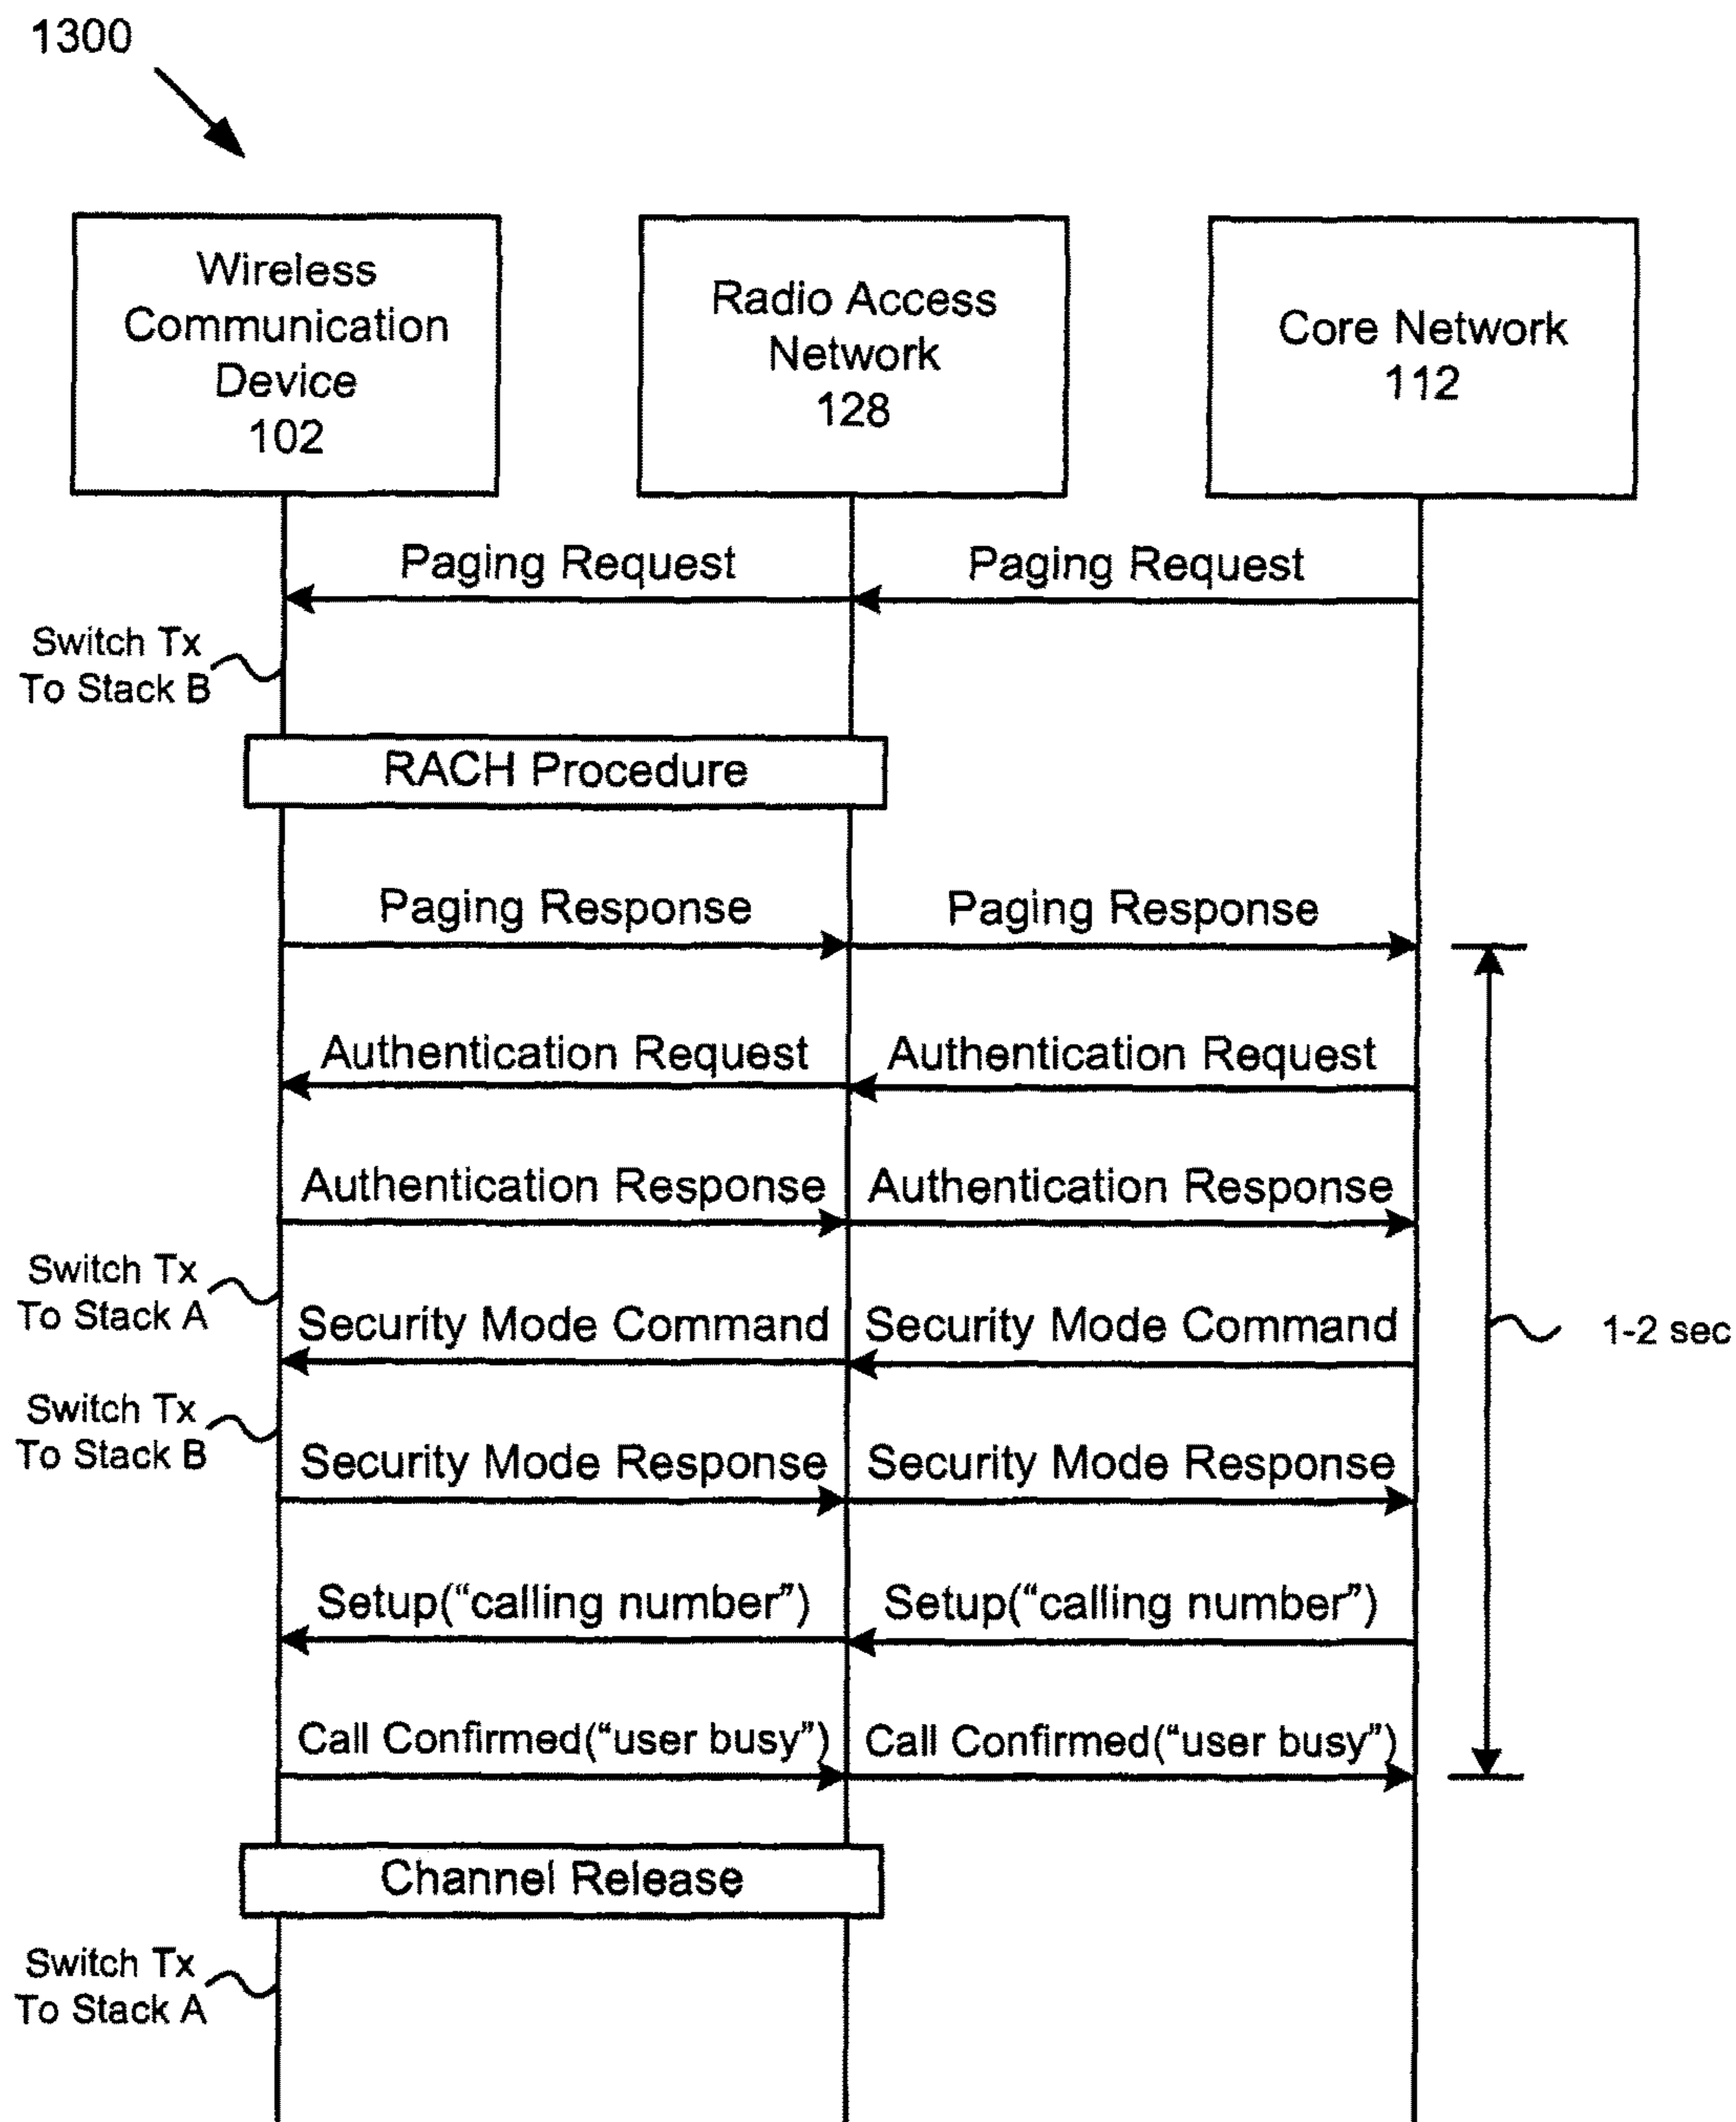 1300
Wireless
Communication
Device
102
Radio Access
Network
128
Core Network
112
Paging Request
Paging Request
Switch Tx
To Stack B
RACH Procedure
Paging Response
Paging Response
Authentication Request
Authentication Request
Authentication Response
Authentication Response
Switch Tx
To Stack A
Security Mode Command
Security Mode Command
1-2 sec
Switch Tx
To Stack B
Security Mode Response
Security Mode Response
Setup(“calling number”)
Setup(“calling number”)
Call Confirmed(“user busy”)
Call Confirmed(“user busy”)
Channel Release
Switch Tx
To Stack A